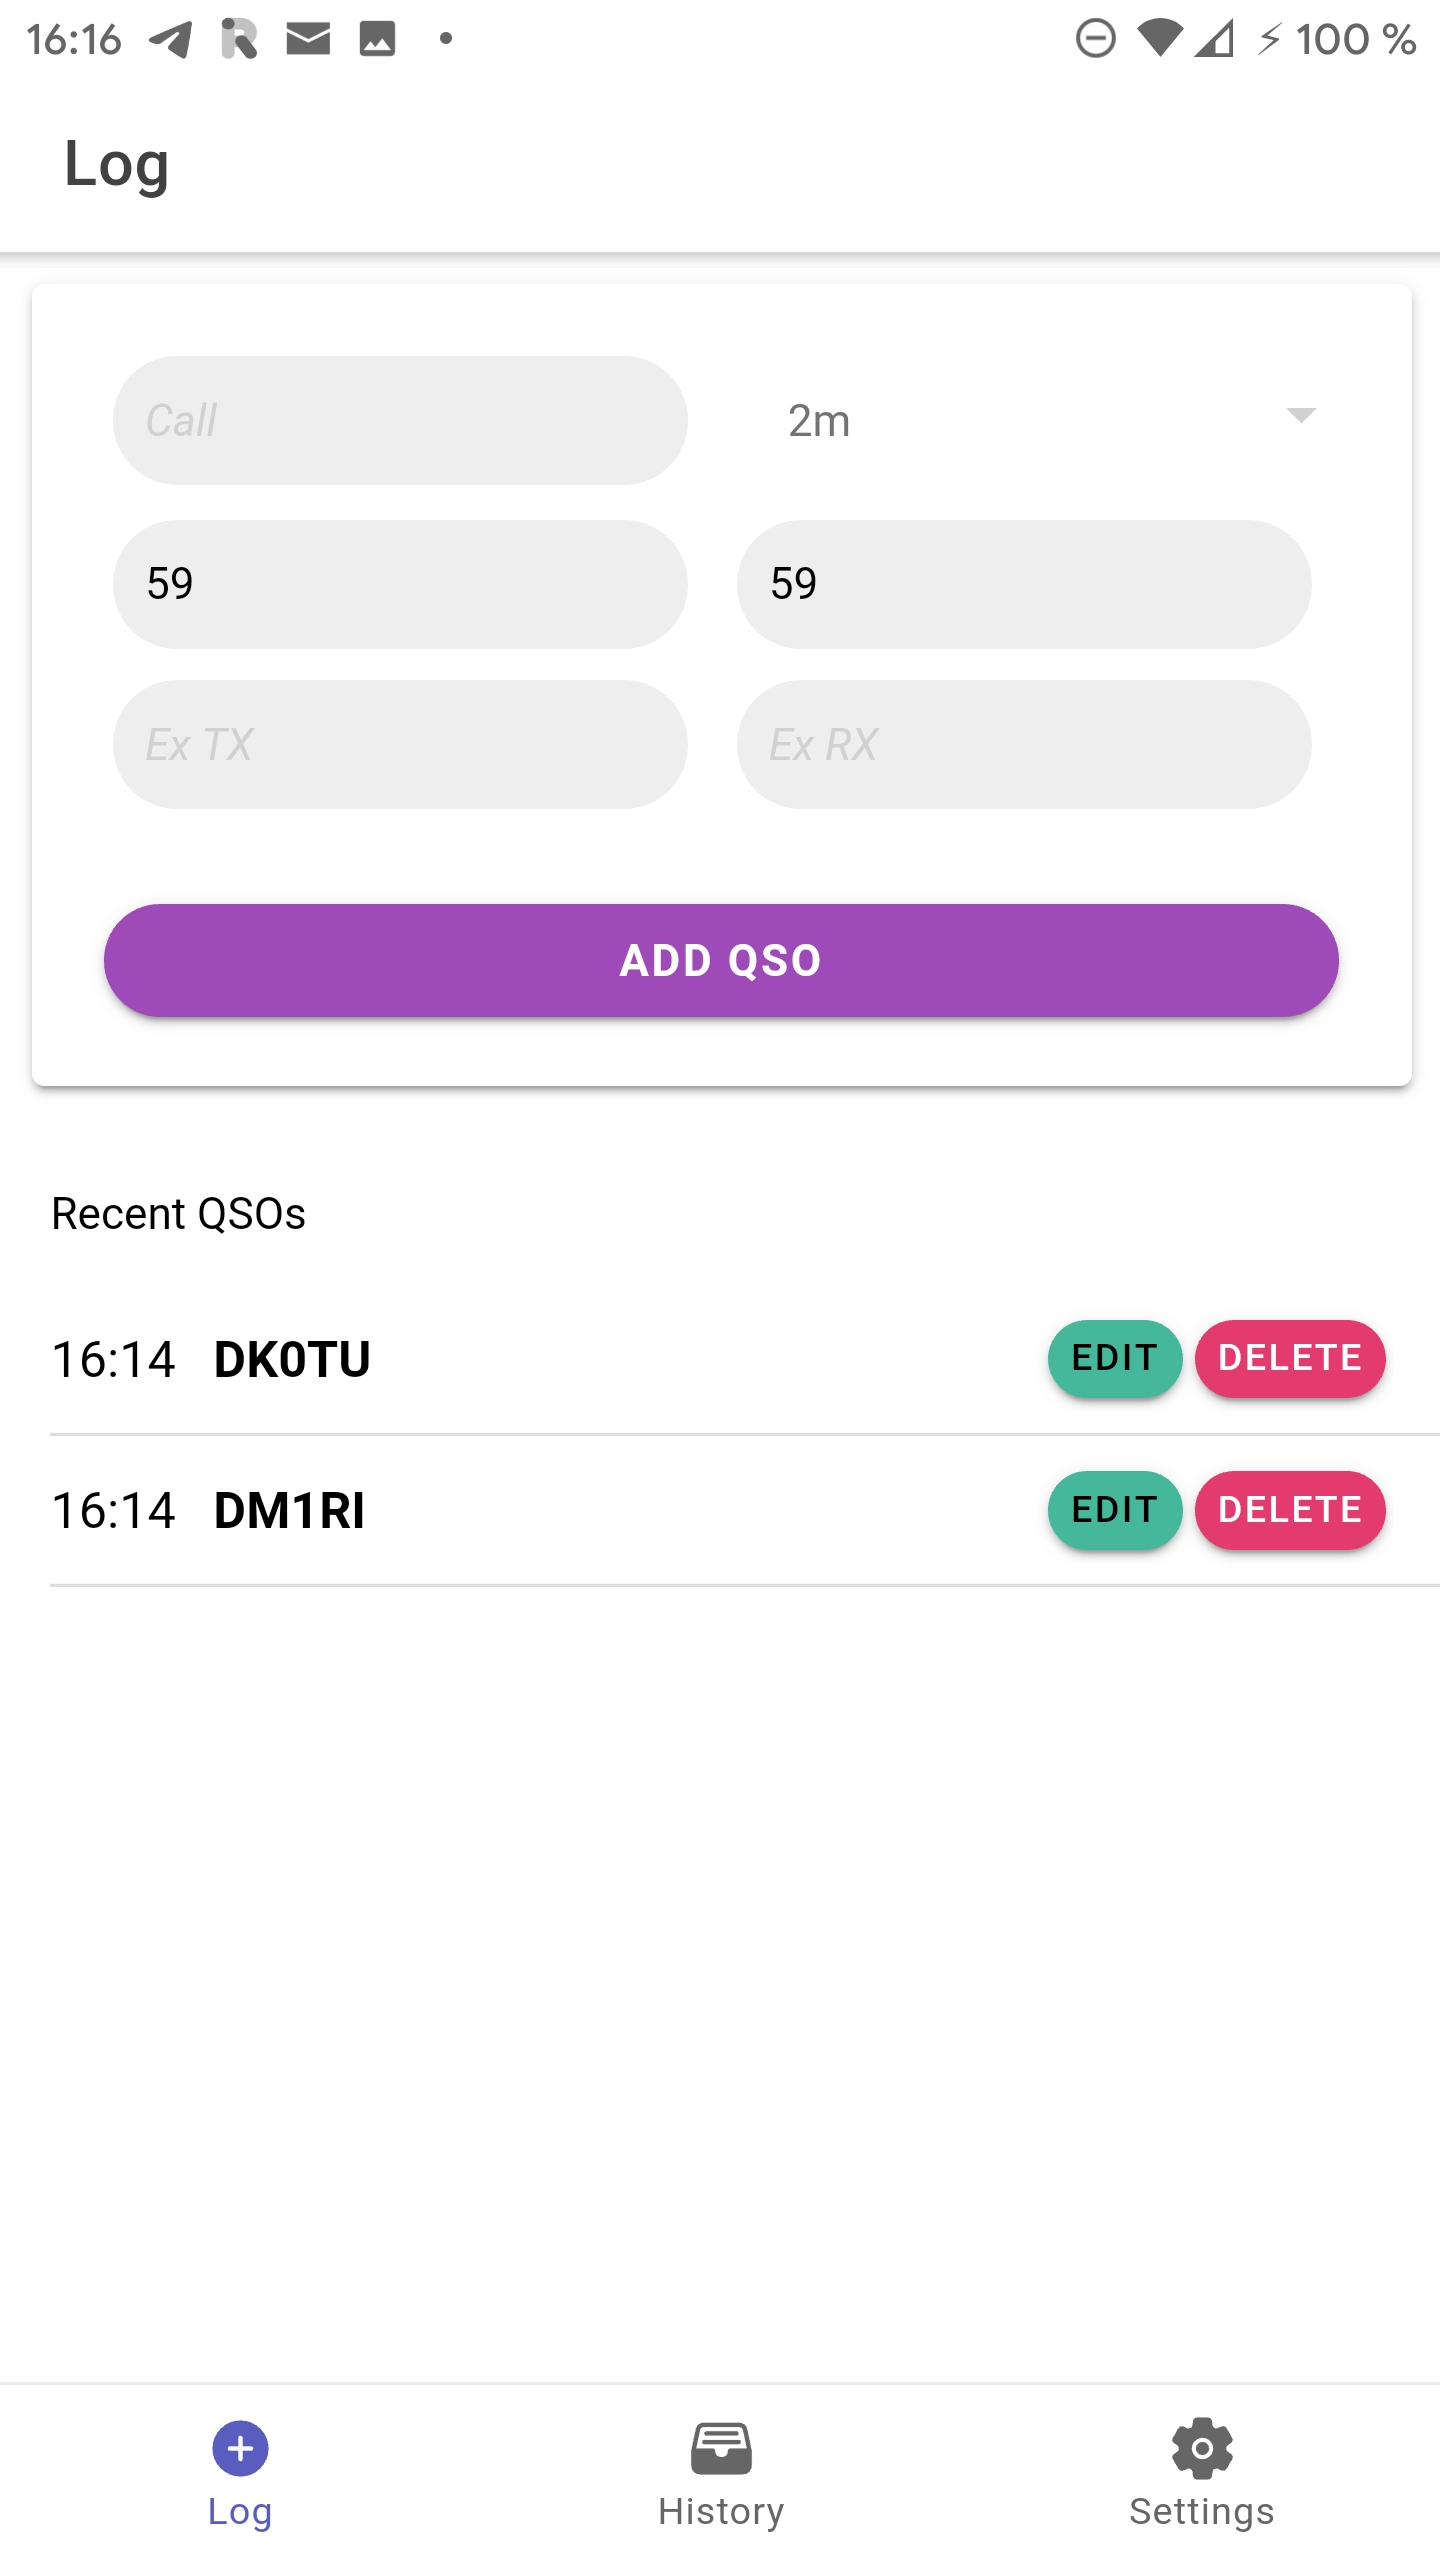 16:16 100 %
Log
Call 2m
59 59
Ex TX Ex RX
ADD QSO
Recent QSOs
16:14 DK0TU EDIT DELETE
16:14 DM1RI EDIT DELETE
Log History Settings